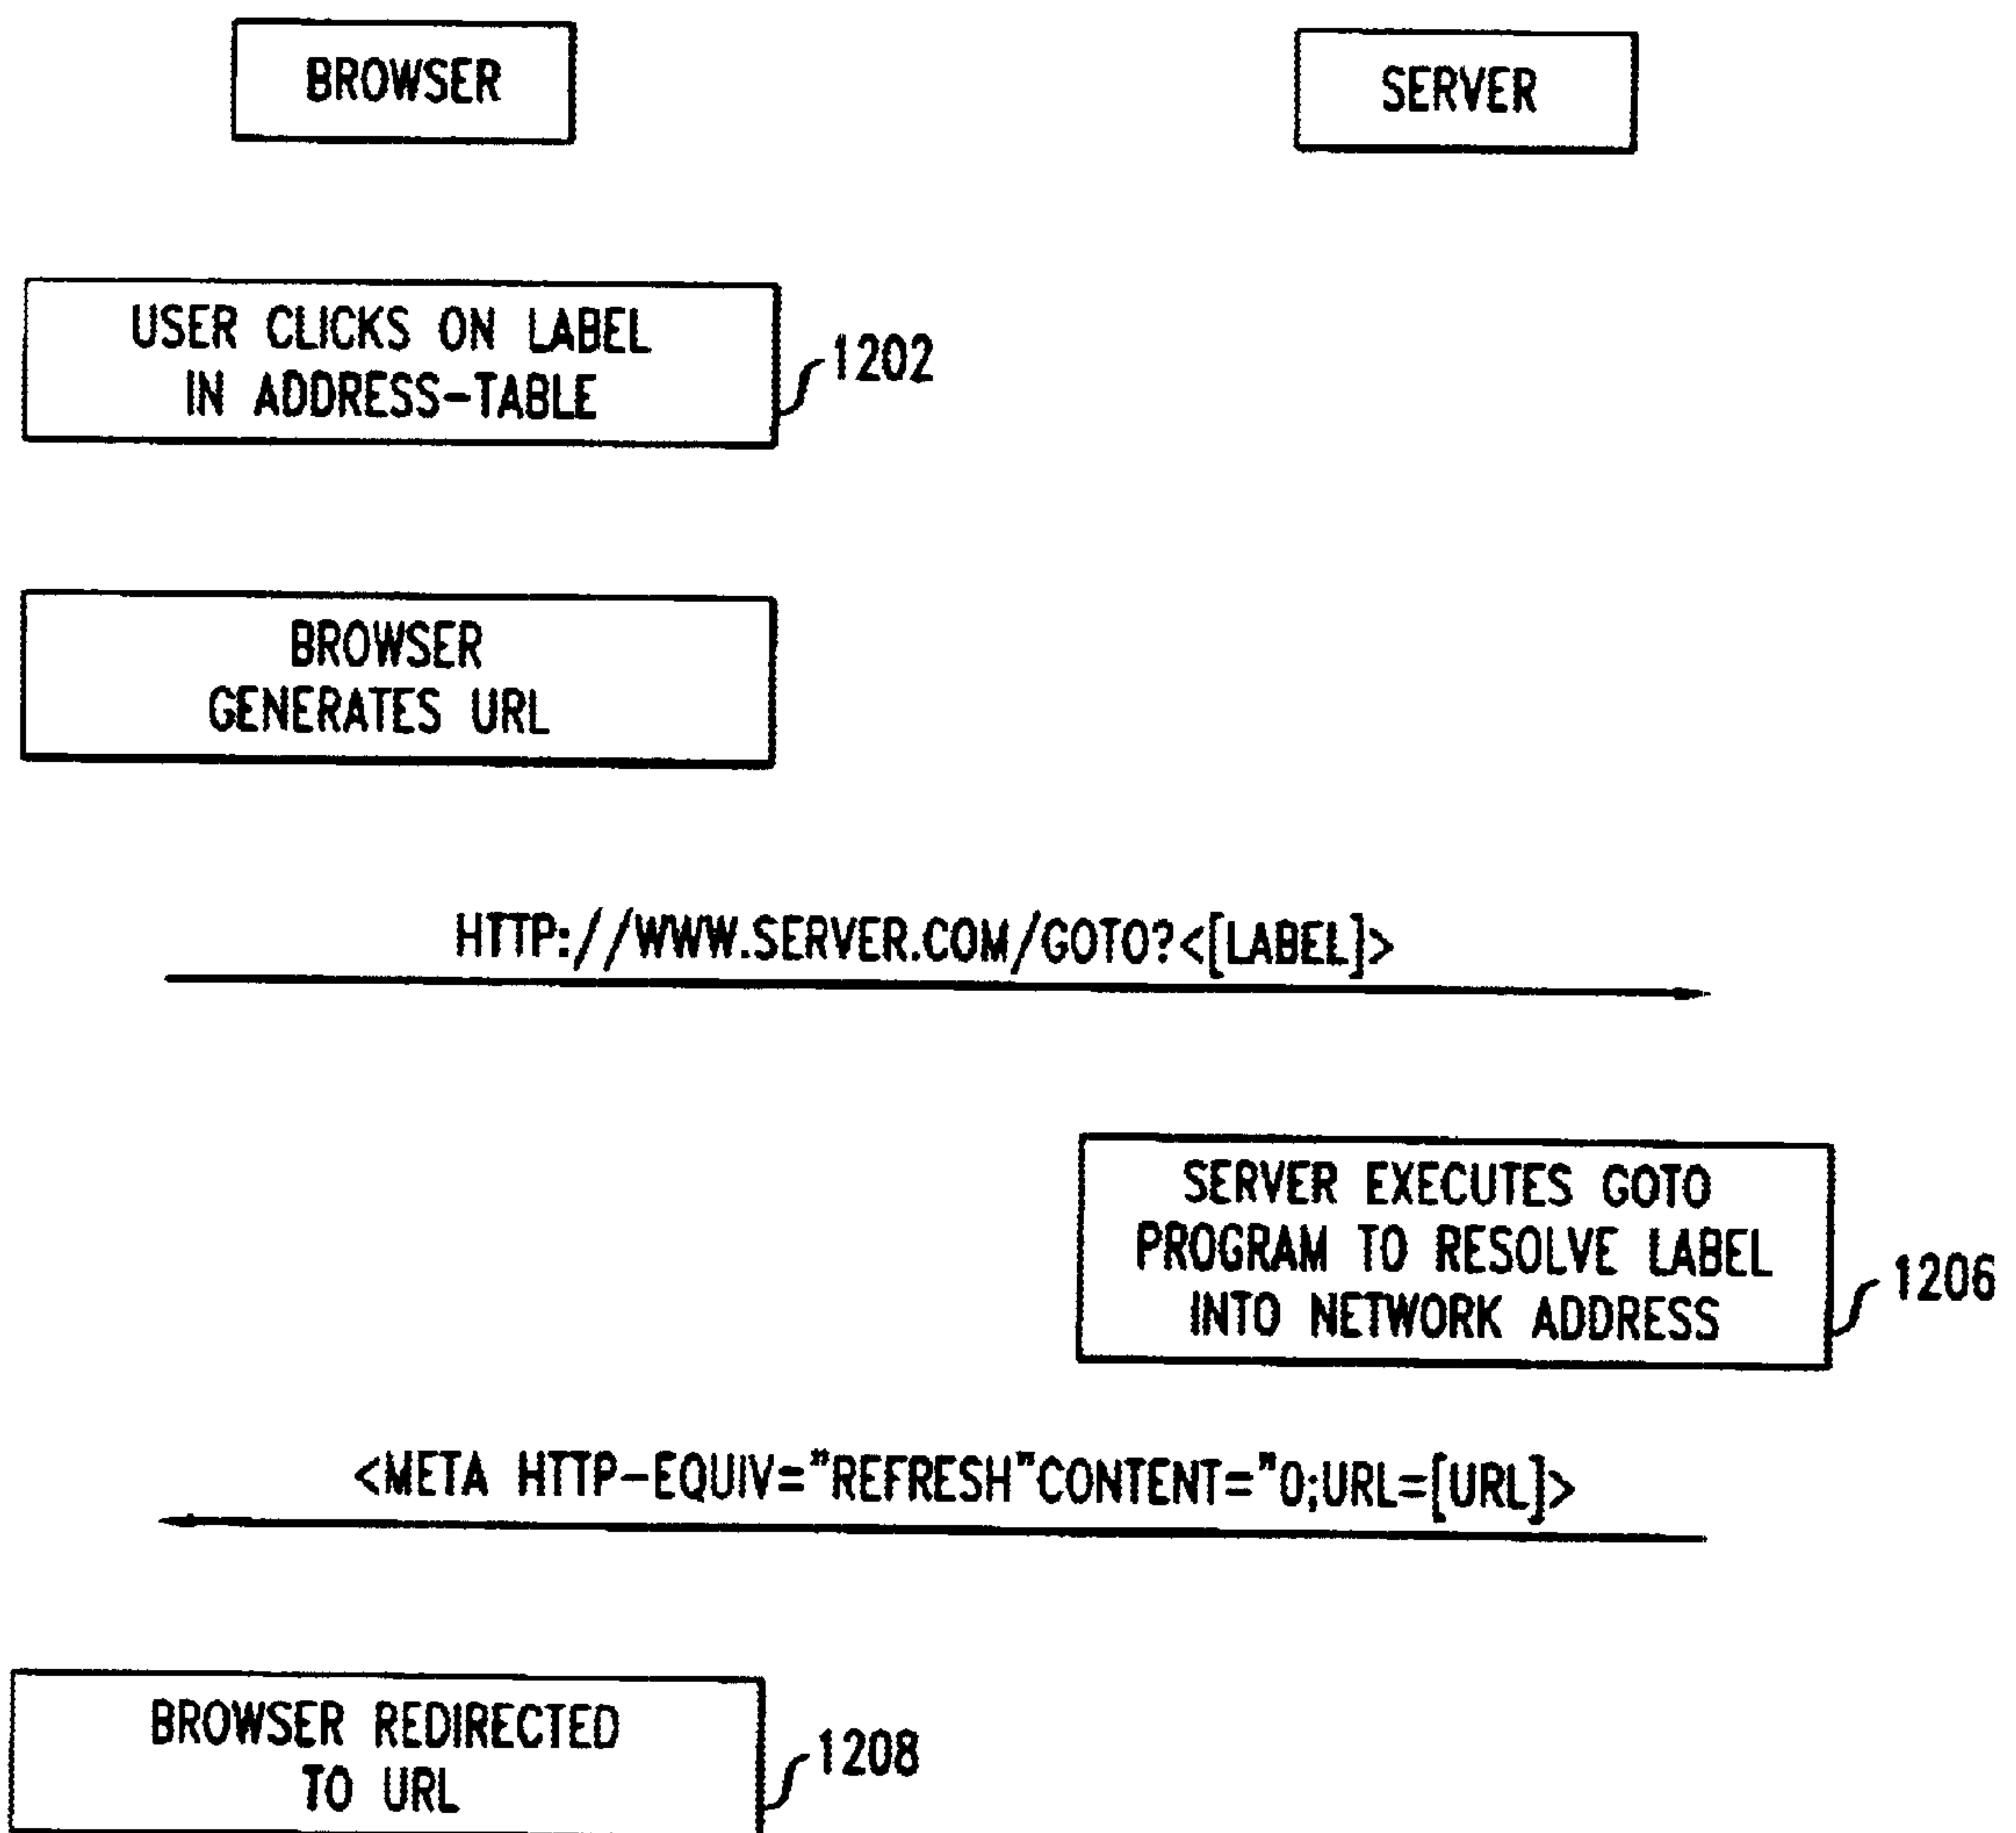 BROWSER
SERVER
USER CLICKS ON LABEL
IN ADDRESS-TABLE
1202
BROWSER
GENERATES URL
HTTP://WWW.SERVER.COM/GOTO?<[LABEL]>
SERVER EXECUTES GOTO
PROGRAM TO RESOLVE LABEL
INTO NETWORK ADDRESS
1206
<META HTTP-EQUIV="REFRESH"CONTENT="0;URL=[URL]>
BROWSER REDIRECTED
TO URL
1208